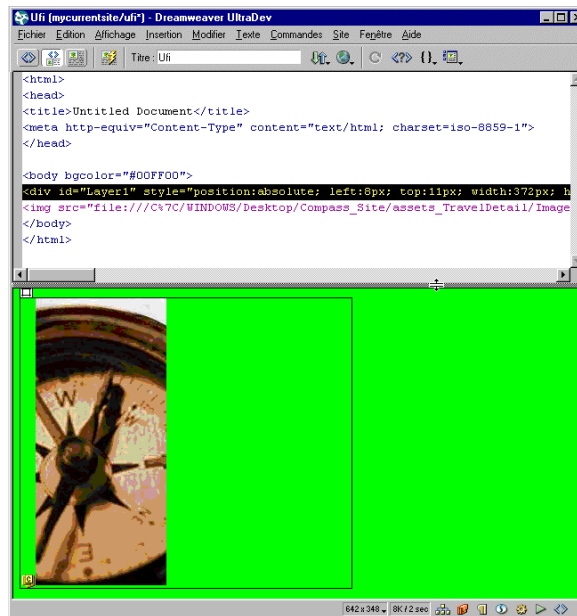 Ufi (mycurrentsite/ufi*) - Dreamweaver UltraDev
Fichier Edition Affichage Insertion Modifier Texte Commandes Site Fenêtre Aide
Titre : Ufi
<html>
<head>
<title>Untitled Document</title>
<meta http-equiv="Content-Type" content="text/html; charset=iso-8859-1">
</head>
<body bgcolor="#00FF00">
<div id="Layer1" style="position:absolute; left:8px; top:11px; width:372px; h
<img src="file:///C%7C/WINDOWS/Desktop/Compass_Site/assets_TravelDetail/Image
</body>
</html>
W
E
642 x 348 8K / 2 sec